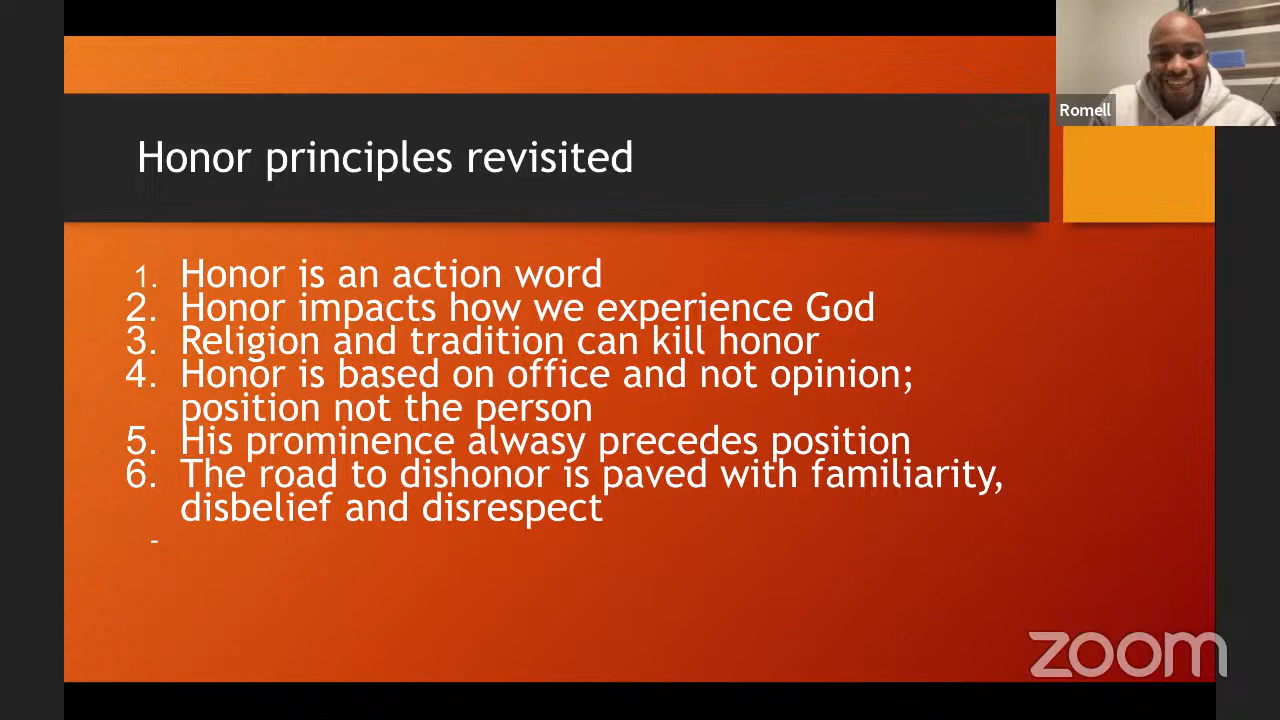 Romell
Honor principles revisited
1. Honor is an action word
2. Honor impacts how we experience God
3. Religion and tradition can kill honor
4. Honor is based on office and not opinion;
position not the person
5. His prominence alwasy precedes position
6. The road to dishonor is paved with familiarity,
disbelief and disrespect
-
zoom